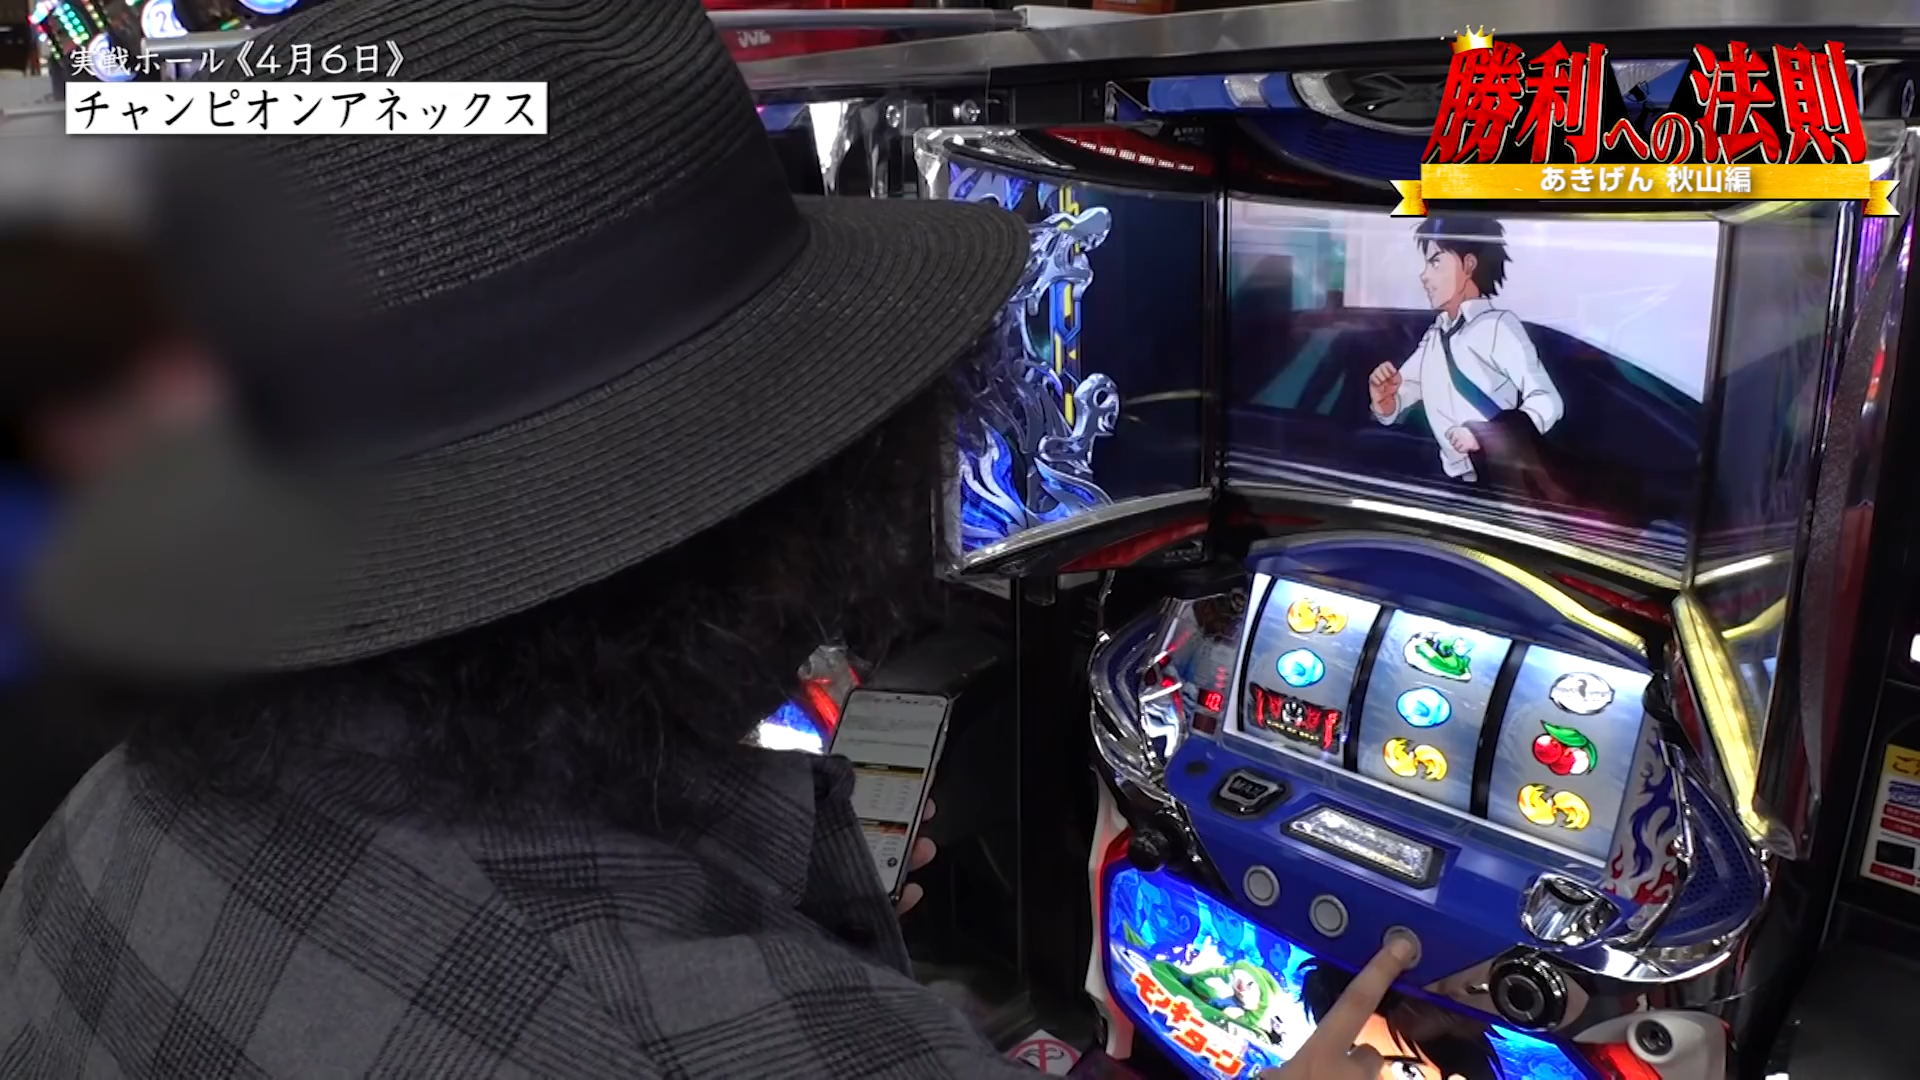 実戦ホール《4月6日》
チャンピオンアネックス
勝利への法則
あきげん 秋山編
モンキーターン